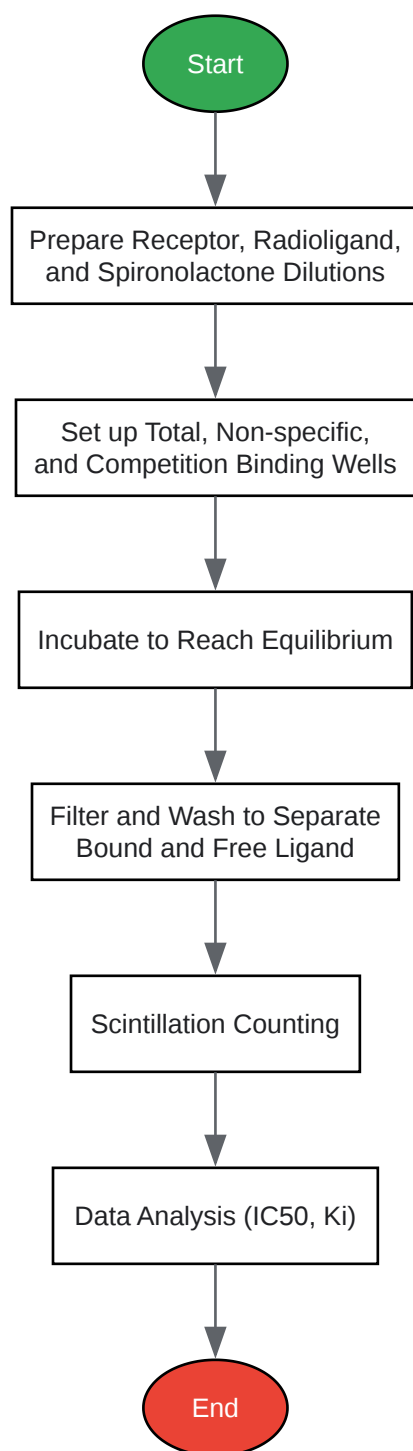 Start
Prepare Receptor, Radioligand,
and Spironolactone Dilutions
Set up Total, Non-specific,
and Competition Binding Wells
Incubate to Reach Equilibrium
Filter and Wash to Separate
Bound and Free Ligand
Scintillation Counting
Data Analysis (IC50, Ki)
End